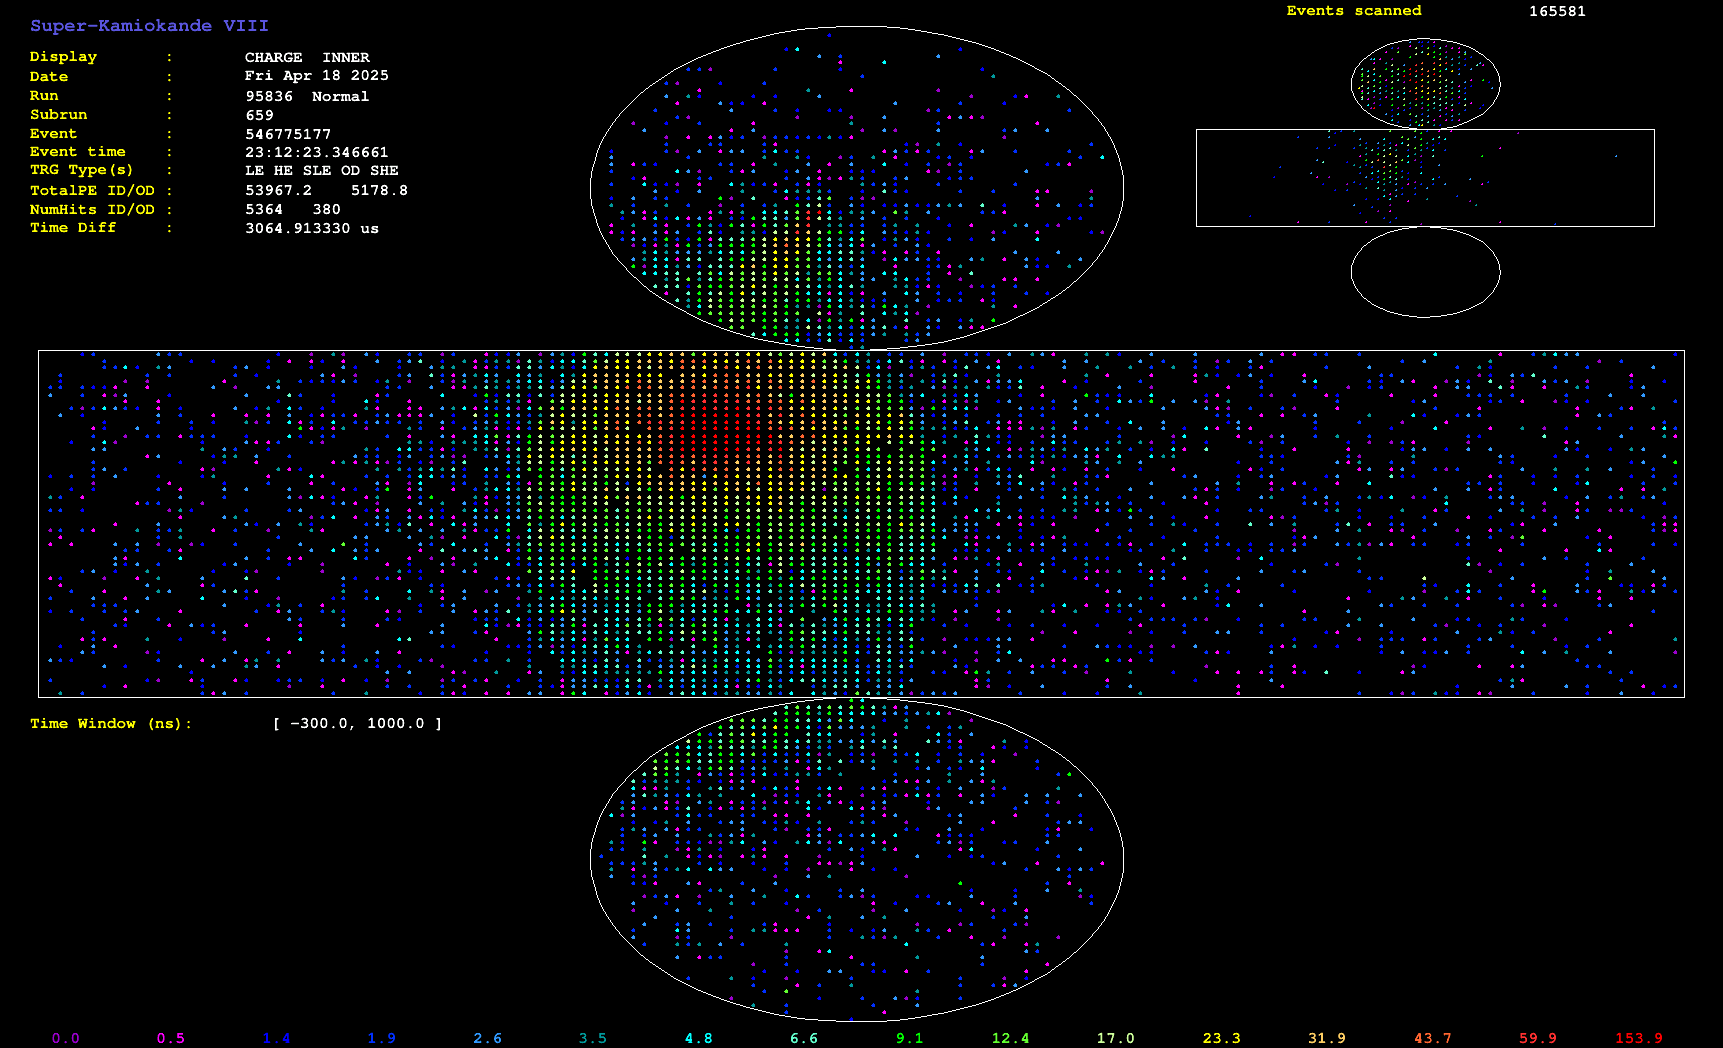 Super-Kamiokande VIII
Events scanned 165581
Display : CHARGE INNER
Date : Fri Apr 18 2025
Run : 95836 Normal
Subrun : 659
Event : 546775177
Event time : 23:12:23.346661
TRG Type(s) : LE HE SLE OD SHE
TotalPE ID/OD : 53967.2 5178.8
NumHits ID/OD : 5364 380
Time Diff : 3064.913330 us
Time Window (ns): [ -300.0, 1000.0 ]
0.0 0.5 1.4 1.9 2.6 3.5 4.8 6.6 9.1 12.4 17.0 23.3 31.9 43.7 59.9 153.9